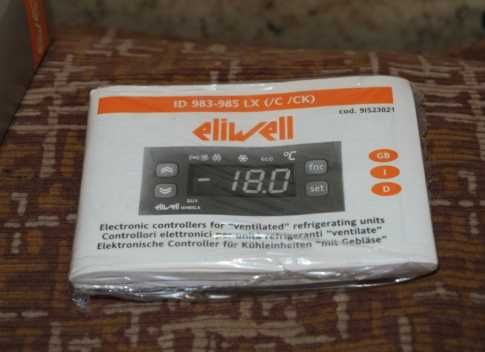 ID 983-985 LX (/C /CK)
cod. 9IS23021
eliwell
eco °C
fnc
-18.0
set
eliwell
GB
I
D
Electronic controllers for "ventilated" refrigerating units
Controllori elettronici per unità refrigeranti "ventilate"
Elektronische Controller für Kühleinheiten "mit Gebläse"